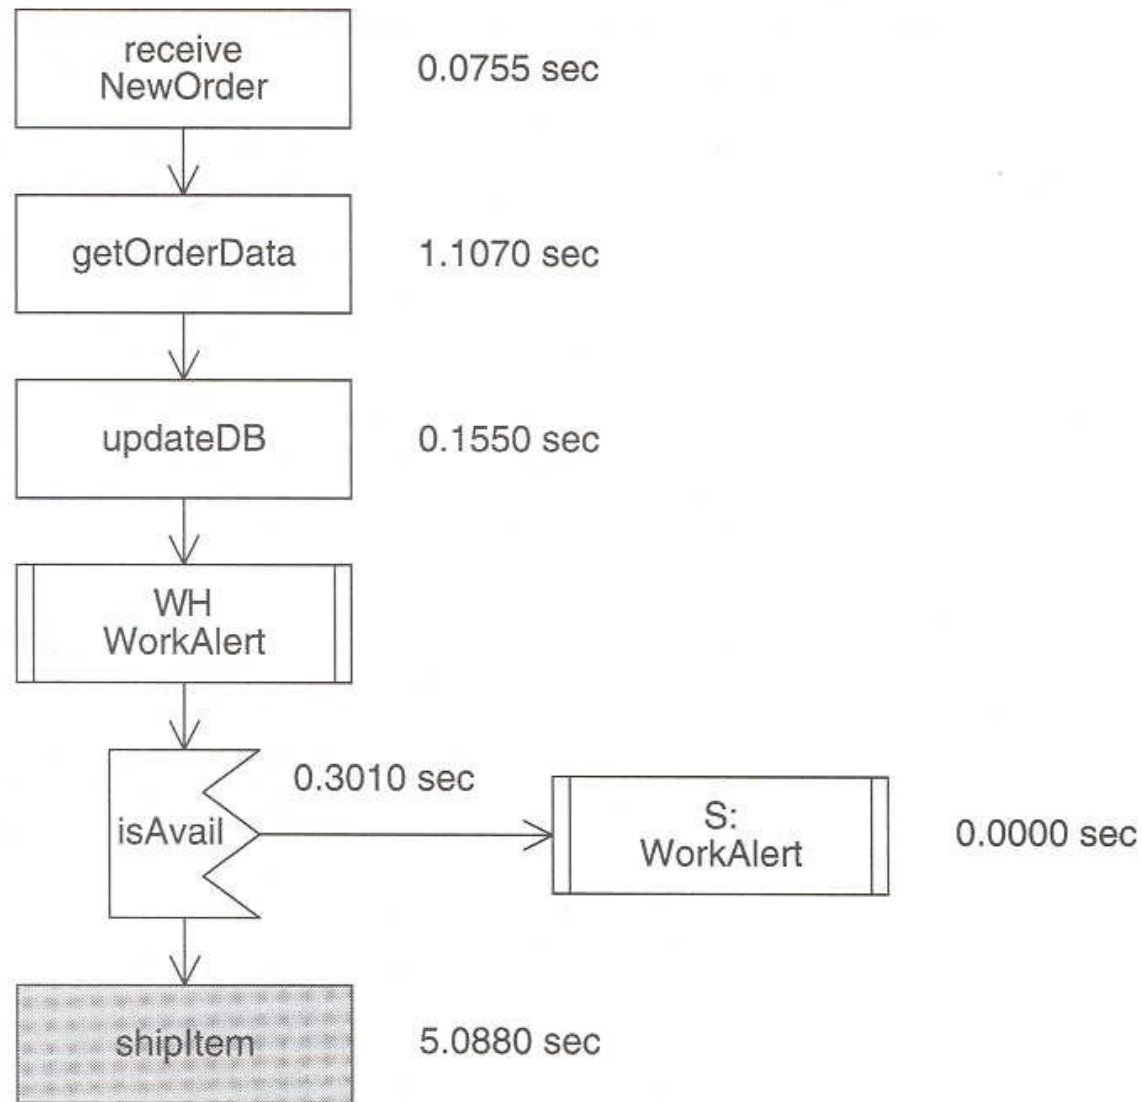 receive
NewOrder
0.0755 sec
getOrderData
1.1070 sec
updateDB
0.1550 sec
WH
WorkAlert
isAvail
0.3010 sec
S:
WorkAlert
0.0000 sec
shipItem
5.0880 sec